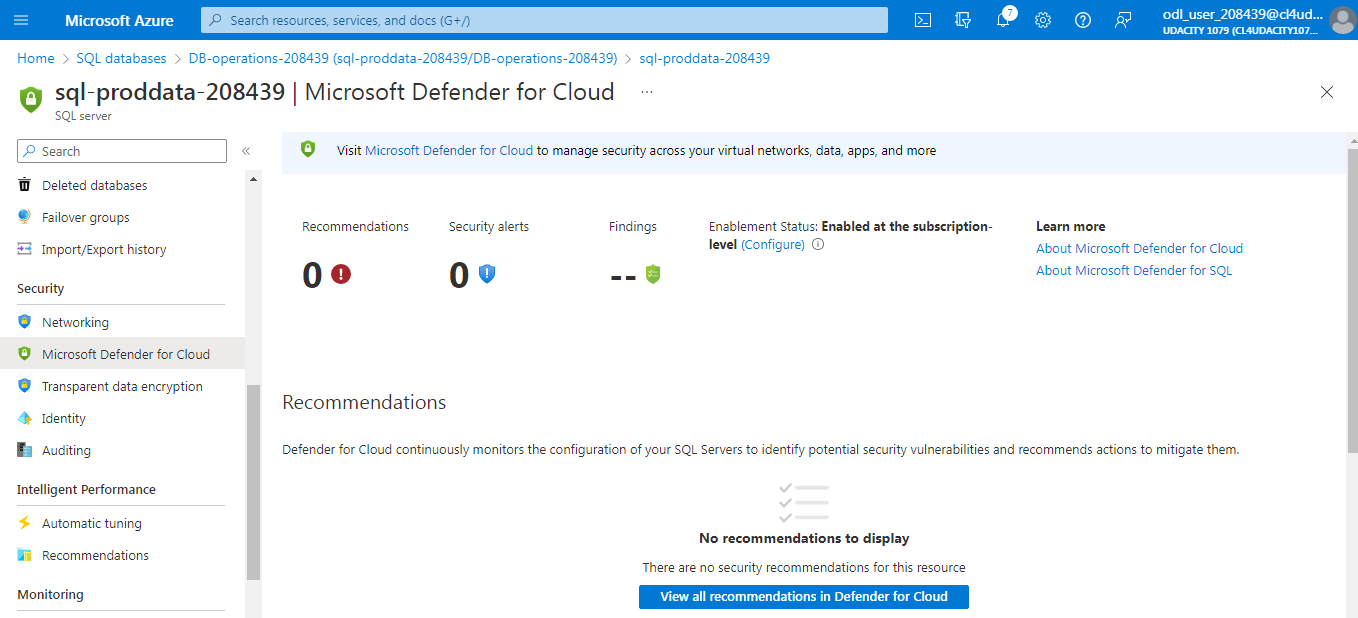 Microsoft Azure
Search resources, services, and docs (G+/)
7
odl_user_208439@cl4ud...
UDACITY 1079 (CL4UDACITY107...
Home > SQL databases > DB-operations-208439 (sql-proddata-208439/DB-operations-208439) > sql-proddata-208439
sql-proddata-208439 | Microsoft Defender for Cloud ...
SQL server
Search
Deleted databases
Failover groups
Import/Export history
Security
Networking
Microsoft Defender for Cloud
Transparent data encryption
Identity
Auditing
Intelligent Performance
Automatic tuning
Recommendations
Monitoring
Visit Microsoft Defender for Cloud to manage security across your virtual networks, data, apps, and more
Recommendations
0
Security alerts
0
Findings
--
Enablement Status: Enabled at the subscription-
level (Configure)
Learn more
About Microsoft Defender for Cloud
About Microsoft Defender for SQL
Recommendations
Defender for Cloud continuously monitors the configuration of your SQL Servers to identify potential security vulnerabilities and recommends actions to mitigate them.
No recommendations to display
There are no security recommendations for this resource
View all recommendations in Defender for Cloud